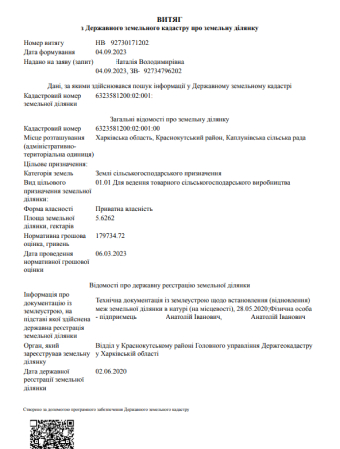 ВИТЯГ
з Державного земельного кадастру про земельну ділянку
Номер витягу НВ 92730171202
Дата формування 04.09.2023
Надано на заяву (запит) Наталія Володимирівна
04.09.2023, ЗВ- 92734796202
Дані, за якими здійснювався пошук інформації у Державному земельному кадастрі
Кадастровий номер 6323581200:02:001:
земельної ділянки
Загальні відомості про земельну ділянку
Кадастровий номер 6323581200:02:001:00
Місце розташування Харківська область, Краснокутський район, Каплунівська сільська рада
(адміністративно-
територіальна одиниця)
Цільове призначення:
Категорія земель Землі сільськогосподарського призначення
Вид цільового 01.01 Для ведення товарного сільськогосподарського виробництва
призначення земельної
ділянки:
Форма власності Приватна власність
Площа земельної 5.6262
ділянки, гектарів
Нормативна грошова 179734.72
оцінка, гривень
Дата проведення 06.03.2023
нормативної грошової
оцінки
Відомості про державну реєстрацію земельної ділянки
Інформація про
документацію із Технічна документація із землеустрою щодо встановлення (відновлення)
землеустрою, на меж земельної ділянки в натурі (на місцевості), 28.05.2020;Фізична особа
підставі якої здійснена - підприємець Анатолій Іванович, Анатолій Іванович
державна реєстрація
земельної ділянки
Орган, який Відділ у Краснокутському районі Головного управління Держгеокадастру
зареєстрував земельну у Харківській області
ділянку
Дата державної 02.06.2020
реєстрації земельної
ділянки
Створено за допомогою програмного забезпечення Державного земельного кадастру